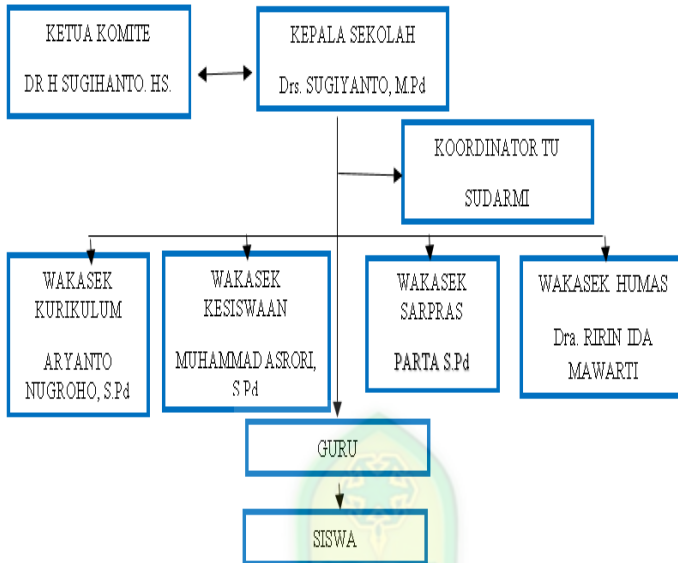 KETUA KOMITE
DR H SUGIHANTO. HS.
KEPALA SEKOLAH
Drs. SUGIYANTO, M.Pd
KOORDINATOR TU
SUDARMI
WAKASEK
KURIKULUM
ARYANTO
NUGROHO, S.Pd
WAKASEK
KESISWAAN
MUHAMMAD ASRORI,
S.Pd
WAKASEK
SARPRAS
PARTA S.Pd
WAKASEK HUMAS
Dra. RIRIN IDA
MAWARTI
GURU
SISWA